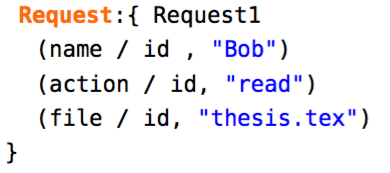 Request:{ Request1
(name / id , "Bob")
(action / id, "read")
(file / id, "thesis.tex")
}